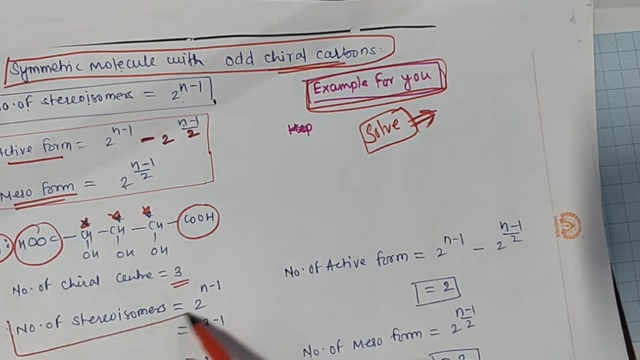 Symmetric molecule with odd chiral carbons.
No. of stereoisomers = 2^(n-1)
Active form = 2^(n-1) - 2^((n-1)/2)
Meso form = 2^((n-1)/2)
HOOC - CH - CH - CH - COOH
OH OH OH
No. of chiral centre = 3
No. of stereoisomers = 2^(n-1)
Example for you
Solve
No. of Active form = 2^(n-1) - 2^((n-1)/2)
= 2
No. of Meso form = 2^((n-1)/2)